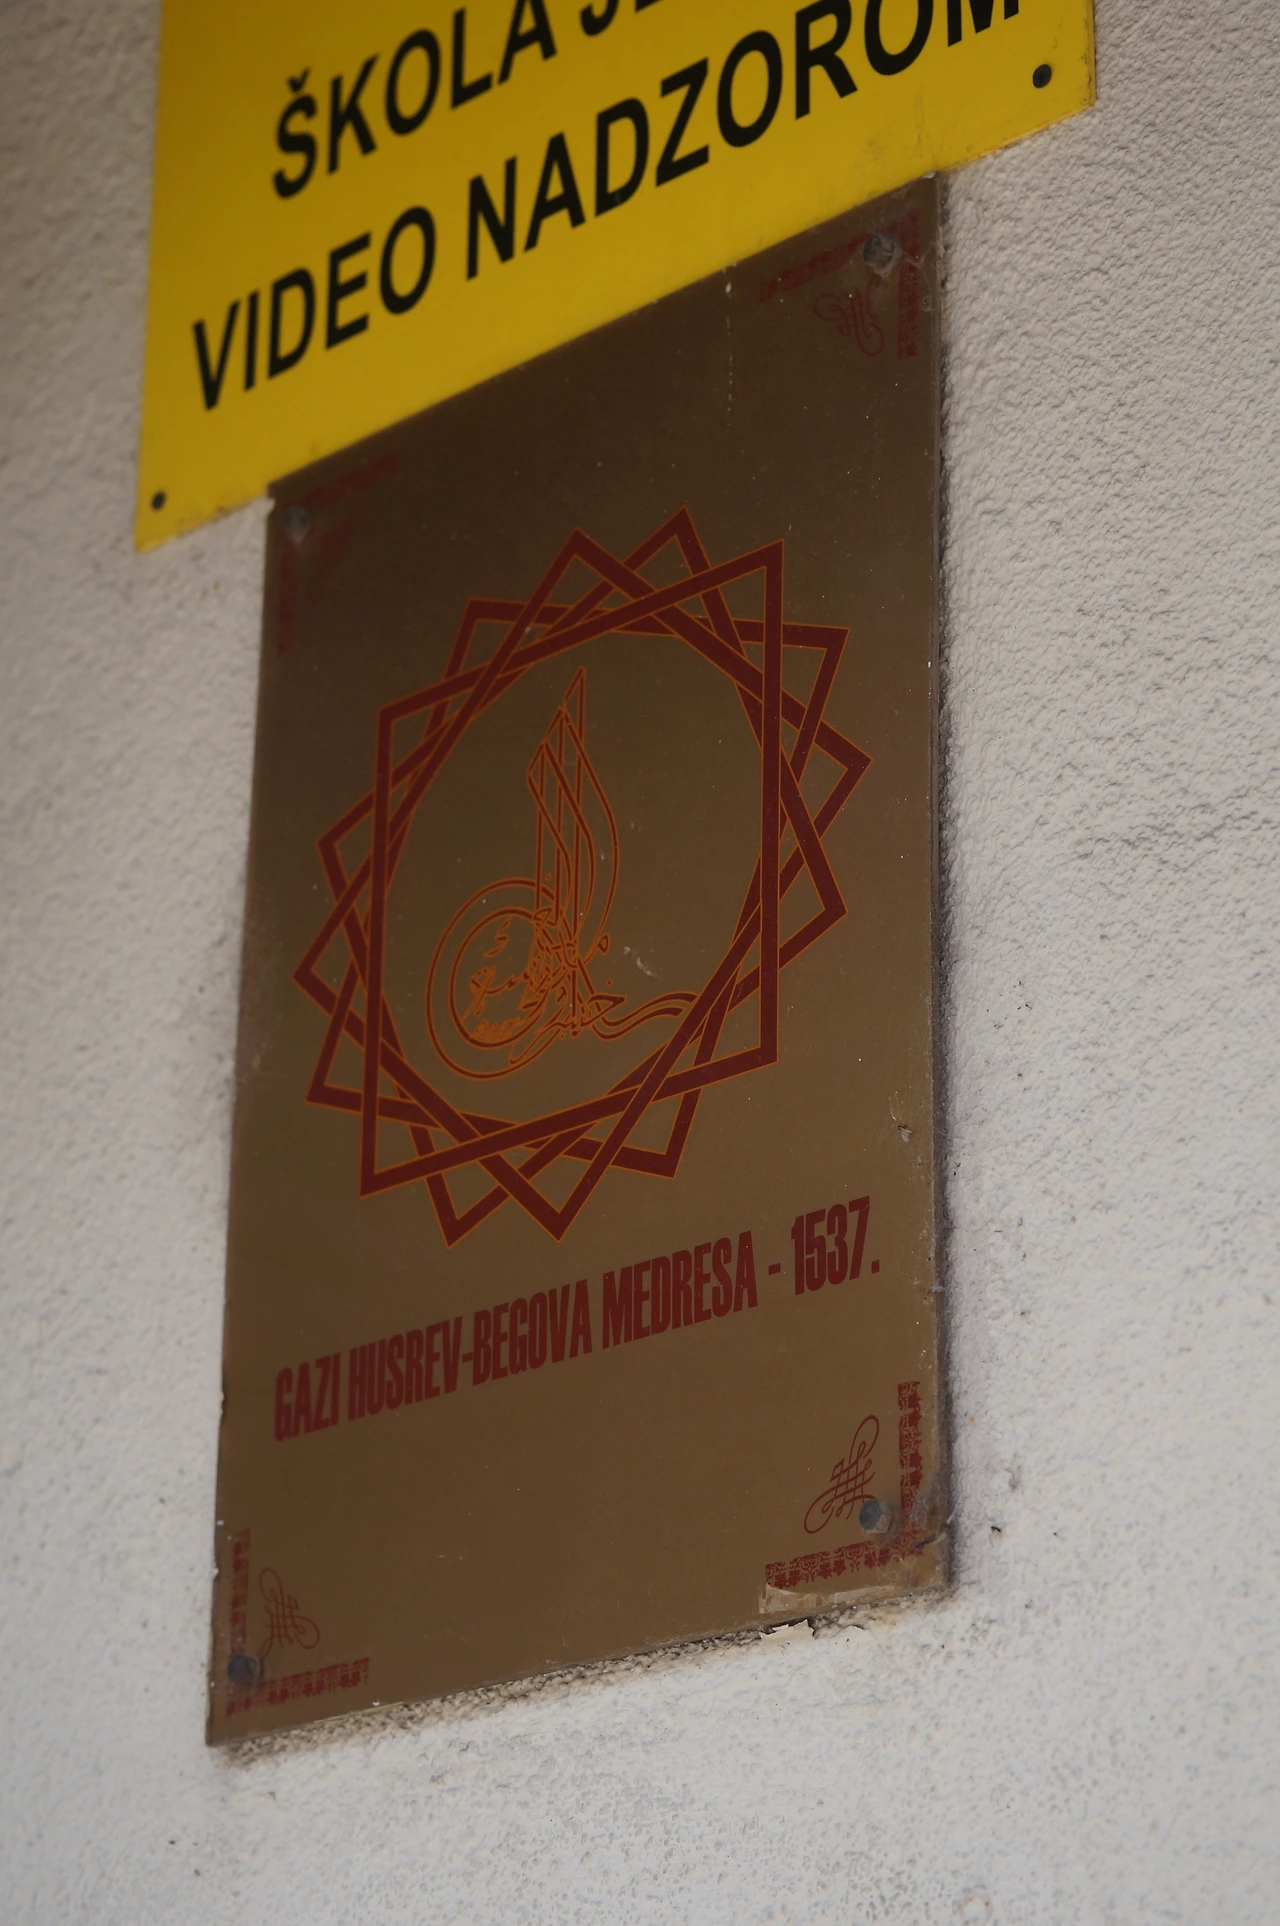 ŠKOLA JE
VIDEO NADZOROM
GAZI HUSREV-BEGOVA MEDRESA - 1537.